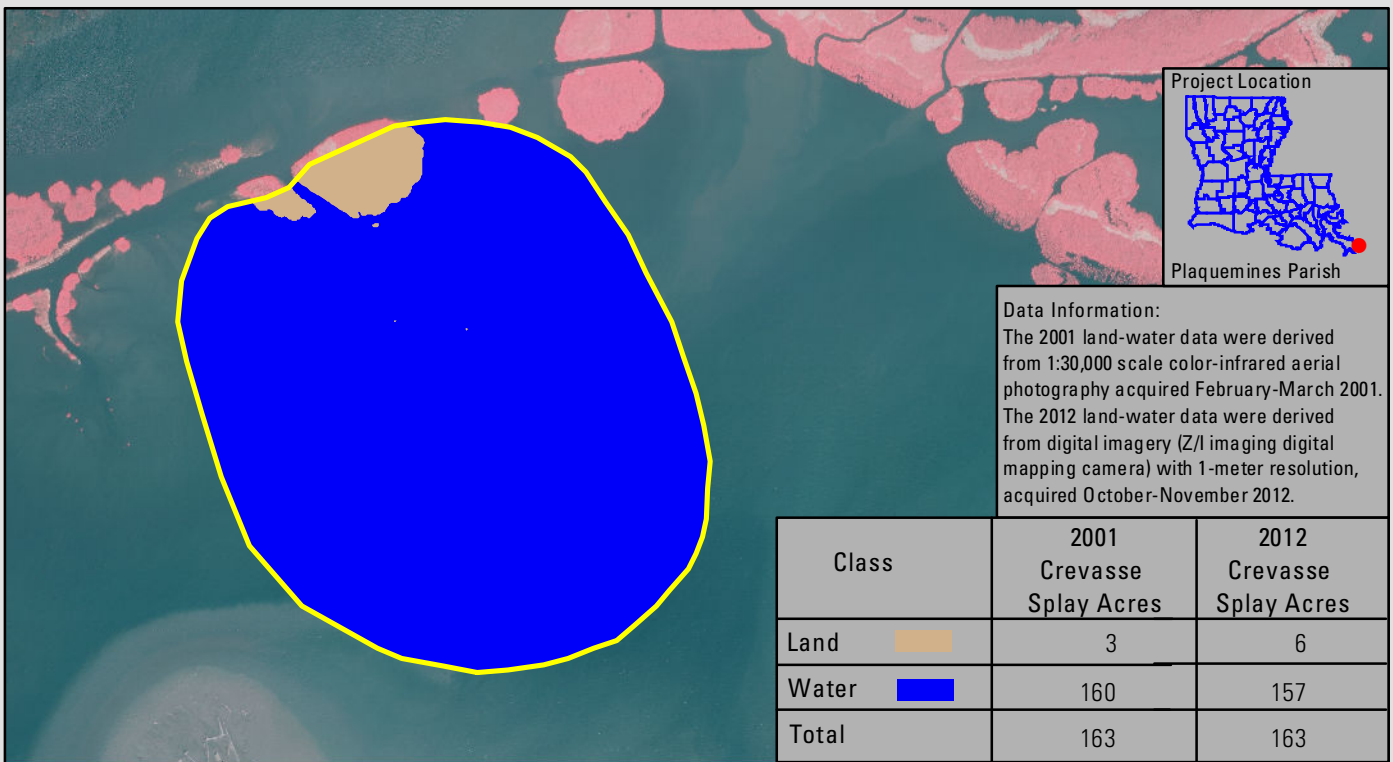 Project Location
Plaquemines Parish
Data Information:
The 2001 land-water data were derived
from 1:30,000 scale color-infrared aerial
photography acquired February-March 2001.
The 2012 land-water data were derived
from digital imagery (Z/I imaging digital
mapping camera) with 1-meter resolution,
acquired October-November 2012.
Class
2001
Crevasse
Splay Acres
2012
Crevasse
Splay Acres
Land 3 6
Water 160 157
Total 163 163